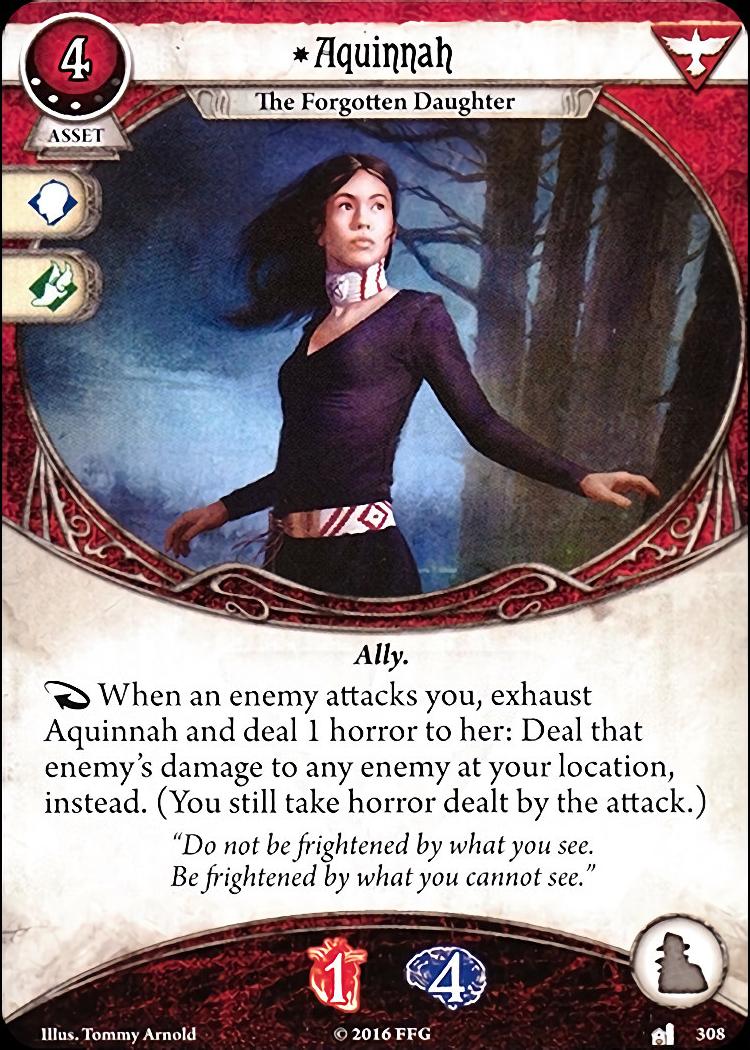 4
Aquinnah
The Forgotten Daughter
ASSET
Ally.
When an enemy attacks you, exhaust
Aquinnah and deal 1 horror to her: Deal that
enemy’s damage to any enemy at your location,
instead. (You still take horror dealt by the attack.)
“Do not be frightened by what you see.
Be frightened by what you cannot see.”
1 4
Illus. Tommy Arnold © 2016 FFG 308